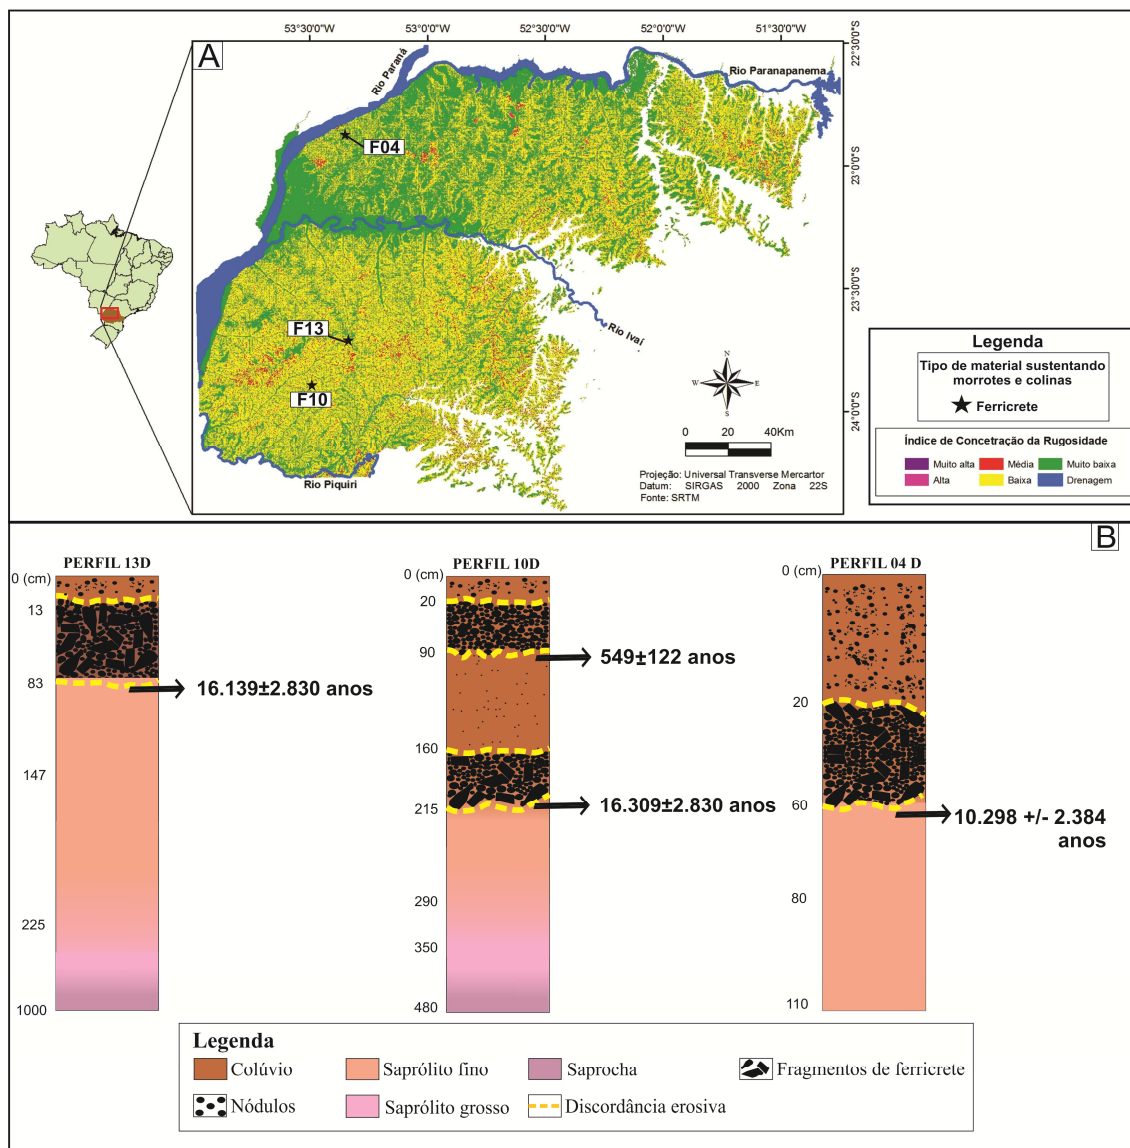 53°30'0"W
53°00'0"W
52°30'0"W
52°00'0"W
51°30'0"W
A
22°30'0"S
23°0'0"S
23°30'0"S
24°0'0"S
Rio Paraná
Rio Paranapanema
F04
F13
F10
Rio Ivaí
Rio Piquiri
N
W
E
S
0 20 40Km
Projeção: Universal Transverse Mercartor
Datum: SIRGAS 2000 Zona 22S
Fonte: SRTM
Legenda
Tipo de material sustentando
morrotes e colinas
Ferricrete
Índice de Concetração da Rugosidade
Muito alta Média Muito baixa
Alta Baixa Drenagem
B
PERFIL 13D
0 (cm)
13
83
147
225
1000
16.139±2.830 anos
PERFIL 10D
0 (cm)
20
90
160
215
290
350
480
549±122 anos
16.309±2.830 anos
PERFIL 04 D
0 (cm)
20
60
80
110
10.298 +/- 2.384
anos
Legenda
Colúvio Saprólito fino Saprocha Fragmentos de ferricrete
Nódulos Saprólito grosso Discordância erosiva